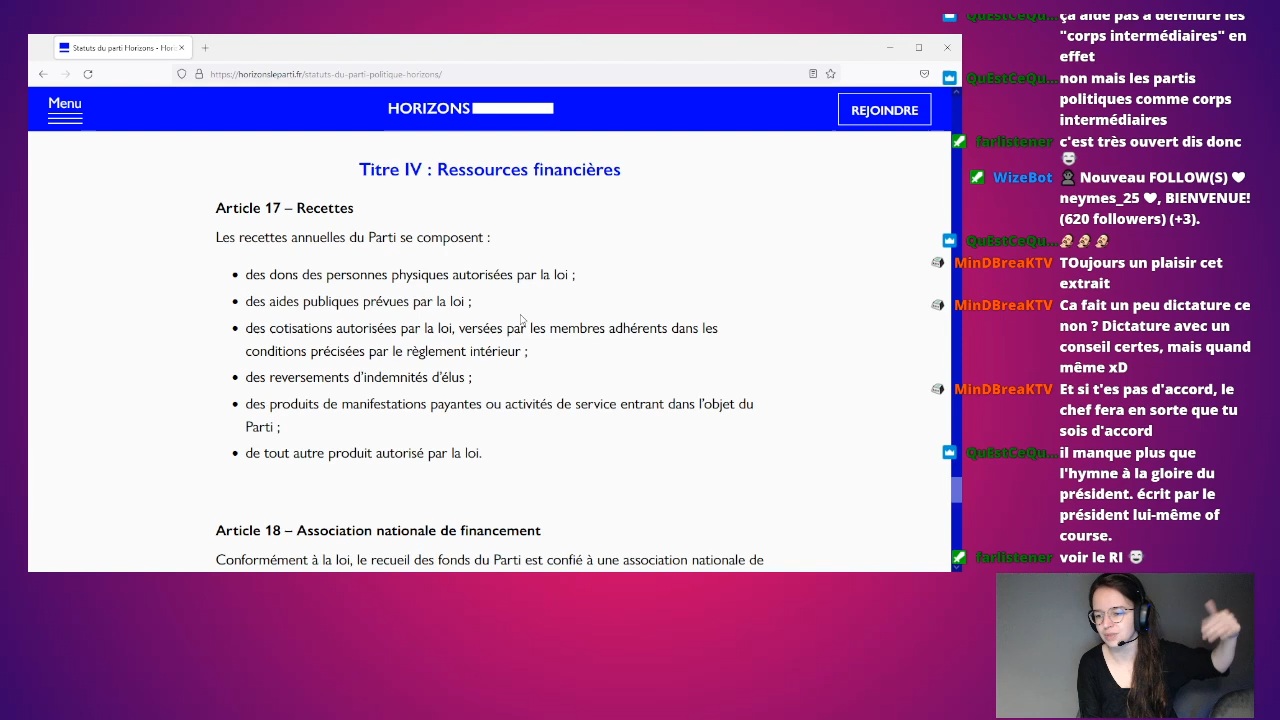 Statuts du parti Horizons - Hor
https://horizonsleparti.fr/statuts-du-parti-politique-horizons/
Menu
HORIZONS
REJOINDRE
Titre IV : Ressources financières
Article 17 – Recettes
Les recettes annuelles du Parti se composent :
• des dons des personnes physiques autorisées par la loi ;
• des aides publiques prévues par la loi ;
• des cotisations autorisées par la loi, versées par les membres adhérents dans les
conditions précisées par le règlement intérieur ;
• des reversements d’indemnités d’élus ;
• des produits de manifestations payantes ou activités de service entrant dans l’objet du
Parti ;
• de tout autre produit autorisé par la loi.
Article 18 – Association nationale de financement
Conformément à la loi, le recueil des fonds du Parti est confié à une association nationale de
QuEstCeQu... ça aide pas à défendre les
"corps intermédiaires" en
effet
QuEstCeQu... non mais les partis
politiques comme corps
intermédiaires
farlistener c'est très ouvert dis donc
WizeBot Nouveau FOLLOW(S)
neymes_25 , BIENVENUE!
(620 followers) (+3).
QuEstCeQu...
MinDBreaKTV TOujours un plaisir cet
extrait
MinDBreaKTV Ca fait un peu dictature ce
non ? Dictature avec un
conseil certes, mais quand
même xD
MinDBreaKTV Et si t'es pas d'accord, le
chef fera en sorte que tu
sois d'accord
QuEstCeQu... il manque plus que
l'hymne à la gloire du
président. écrit par le
président lui-même of
course.
farlistener voir le RI